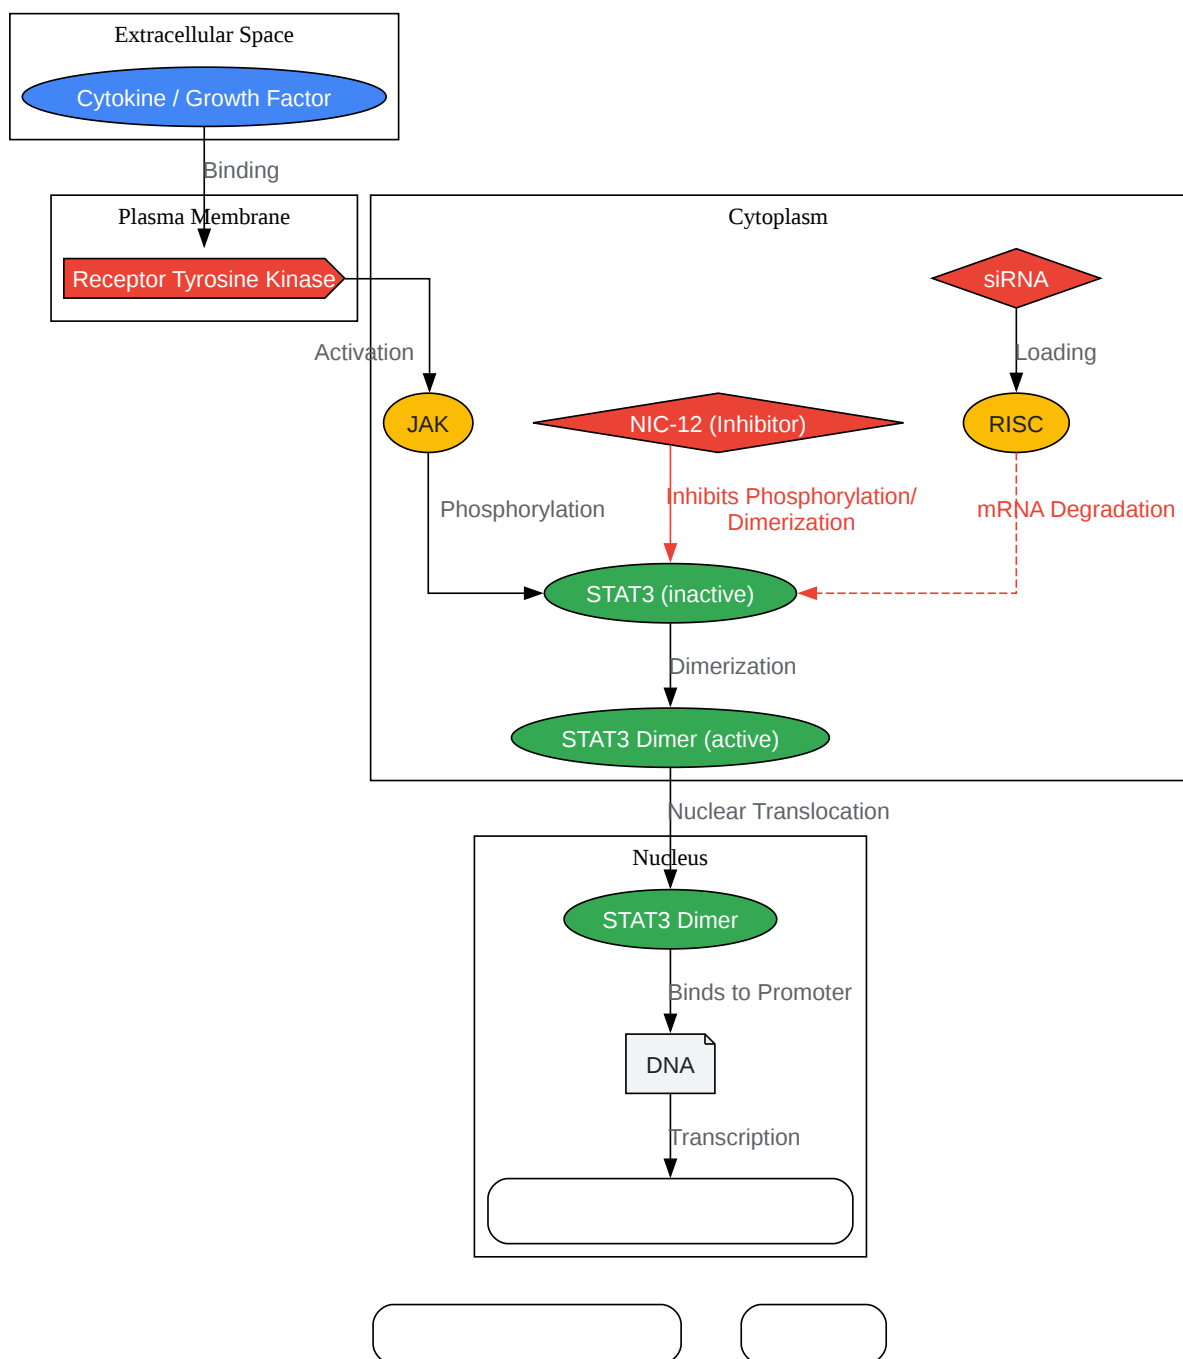 Extracellular Space
Cytokine / Growth Factor
Binding
Plasma Membrane
Receptor Tyrosine Kinase
Cytoplasm
siRNA
Activation
Loading
JAK
NIC-12 (Inhibitor)
RISC
Phosphorylation
Inhibits Phosphorylation/
Dimerization
mRNA Degradation
STAT3 (inactive)
Dimerization
STAT3 Dimer (active)
Nuclear Translocation
Nucleus
STAT3 Dimer
Binds to Promoter
DNA
Transcription